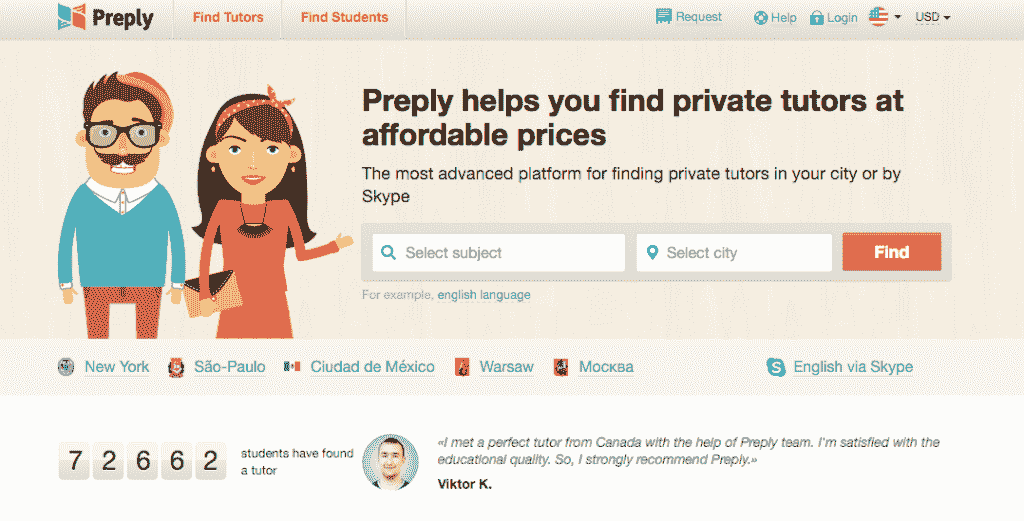 Preply Find Tutors Find Students Request Help Login USD
Preply helps you find private tutors at
affordable prices
The most advanced platform for finding private tutors in your city or by
Skype
Select subject Select city Find
For example, english language
New York São-Paulo Ciudad de México Warsaw Москва English via Skype
7 2 6 6 2 students have found
a tutor
«I met a perfect tutor from Canada with the help of Preply team. I'm satisfied with the
educational quality. So, I strongly recommend Preply.»
Viktor K.